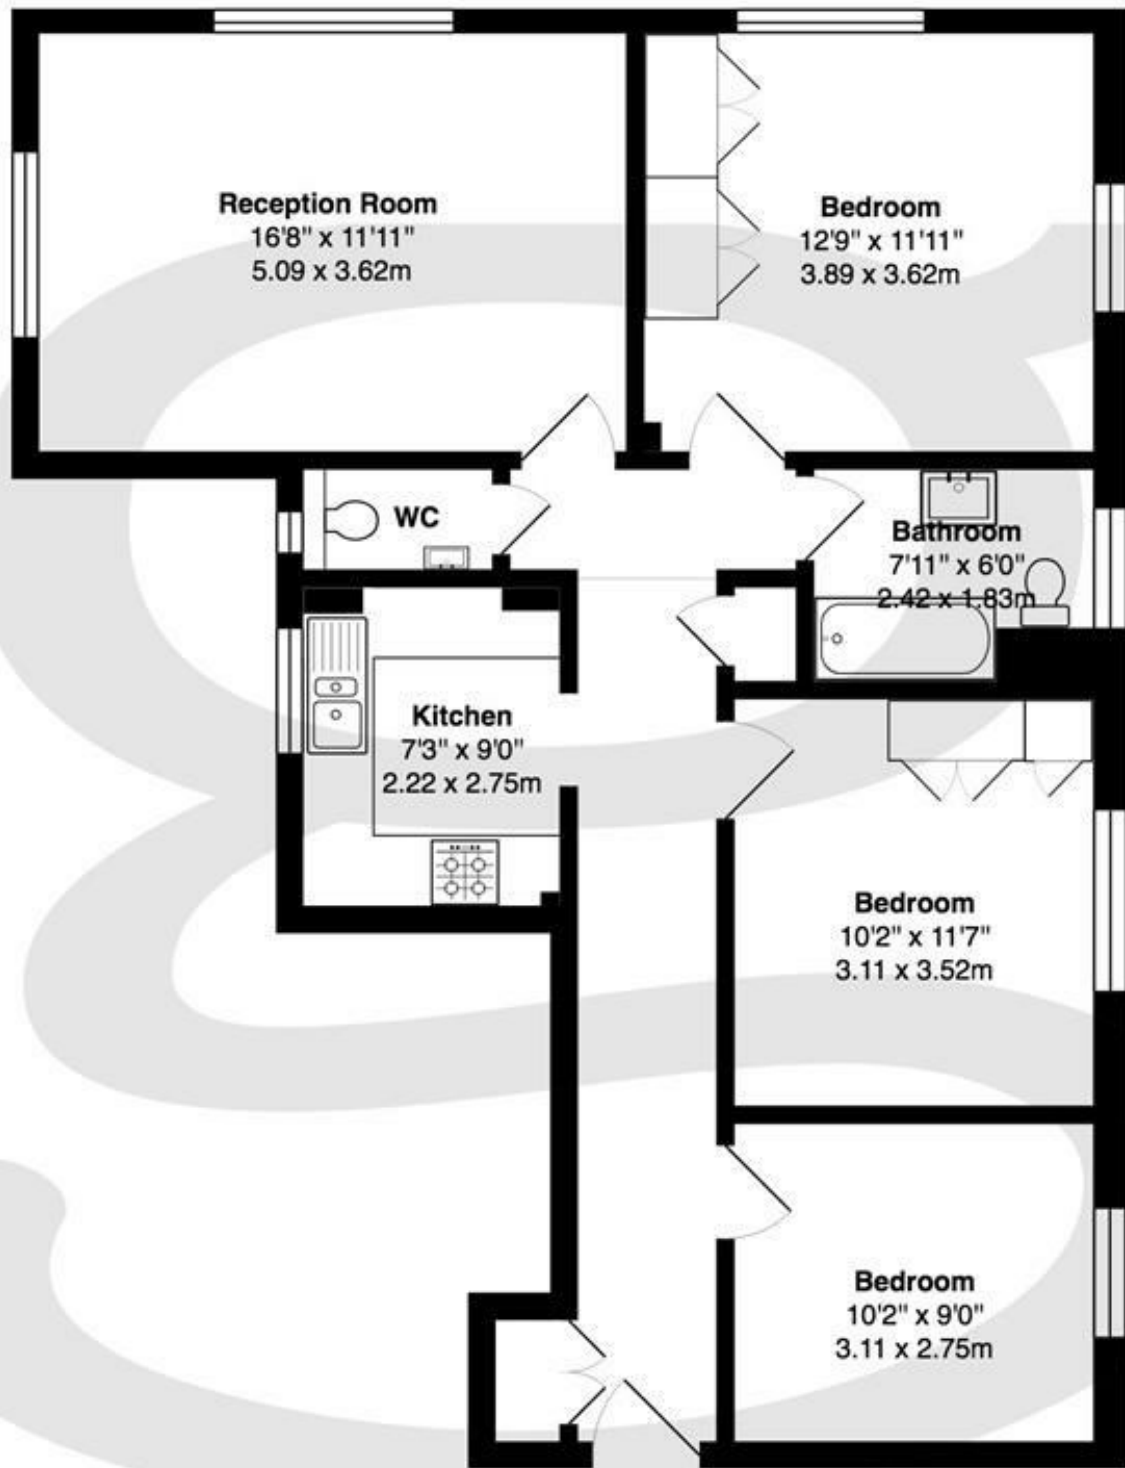 Reception Room
16'8" x 11'11"
5.09 x 3.62m
Bedroom
12'9" x 11'11"
3.89 x 3.62m
WC
Bathroom
7'11" x 6'0"
2.42 x 1.83m
Kitchen
7'3" x 9'0"
2.22 x 2.75m
Bedroom
10'2" x 11'7"
3.11 x 3.52m
Bedroom
10'2" x 9'0"
3.11 x 2.75m